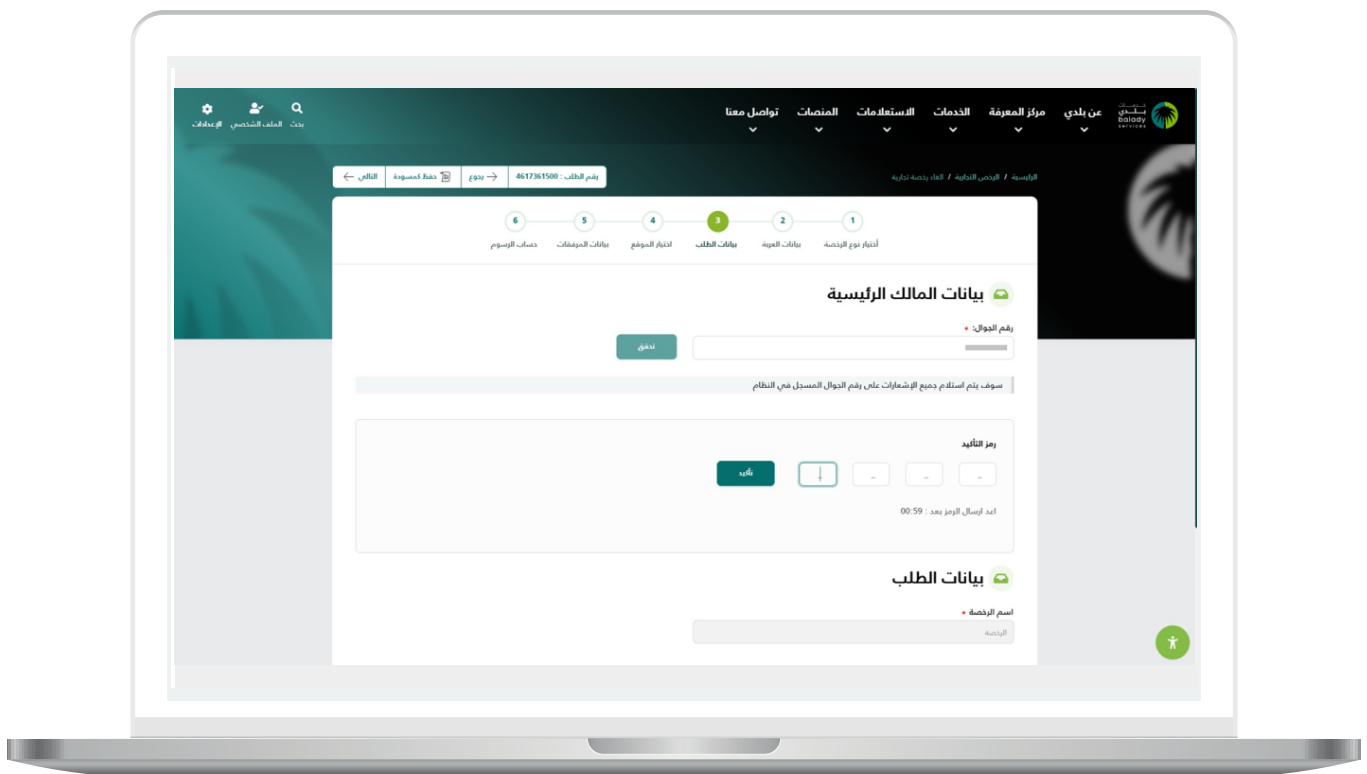 خدمات
بلدي
balady
services
عن بلدي
مركز المعرفة
الخدمات
الاستعلامات
المنصات
تواصل معنا
بحث
الملف الشخصي
الإعدادات
الرئيسية / الرخص التجارية / الغاء رخصة تجارية
رقم الطلب : 4617361500
رجوع
حفظ كمسودة
التالي
1
2
3
4
5
6
أختيار نوع الرخصة
بيانات العربة
بيانات الطلب
اختيار الموقع
بيانات المرفقات
حساب الرسوم
بيانات المالك الرئيسية
رقم الجوال: *
تحقق
سوف يتم استلام جميع الإشعارات على رقم الجوال المسجل في النظام
رمز التأكيد
تأكيد
اعد ارسال الرمز بعد : 00:59
بيانات الطلب
اسم الرخصة *
الرخصة